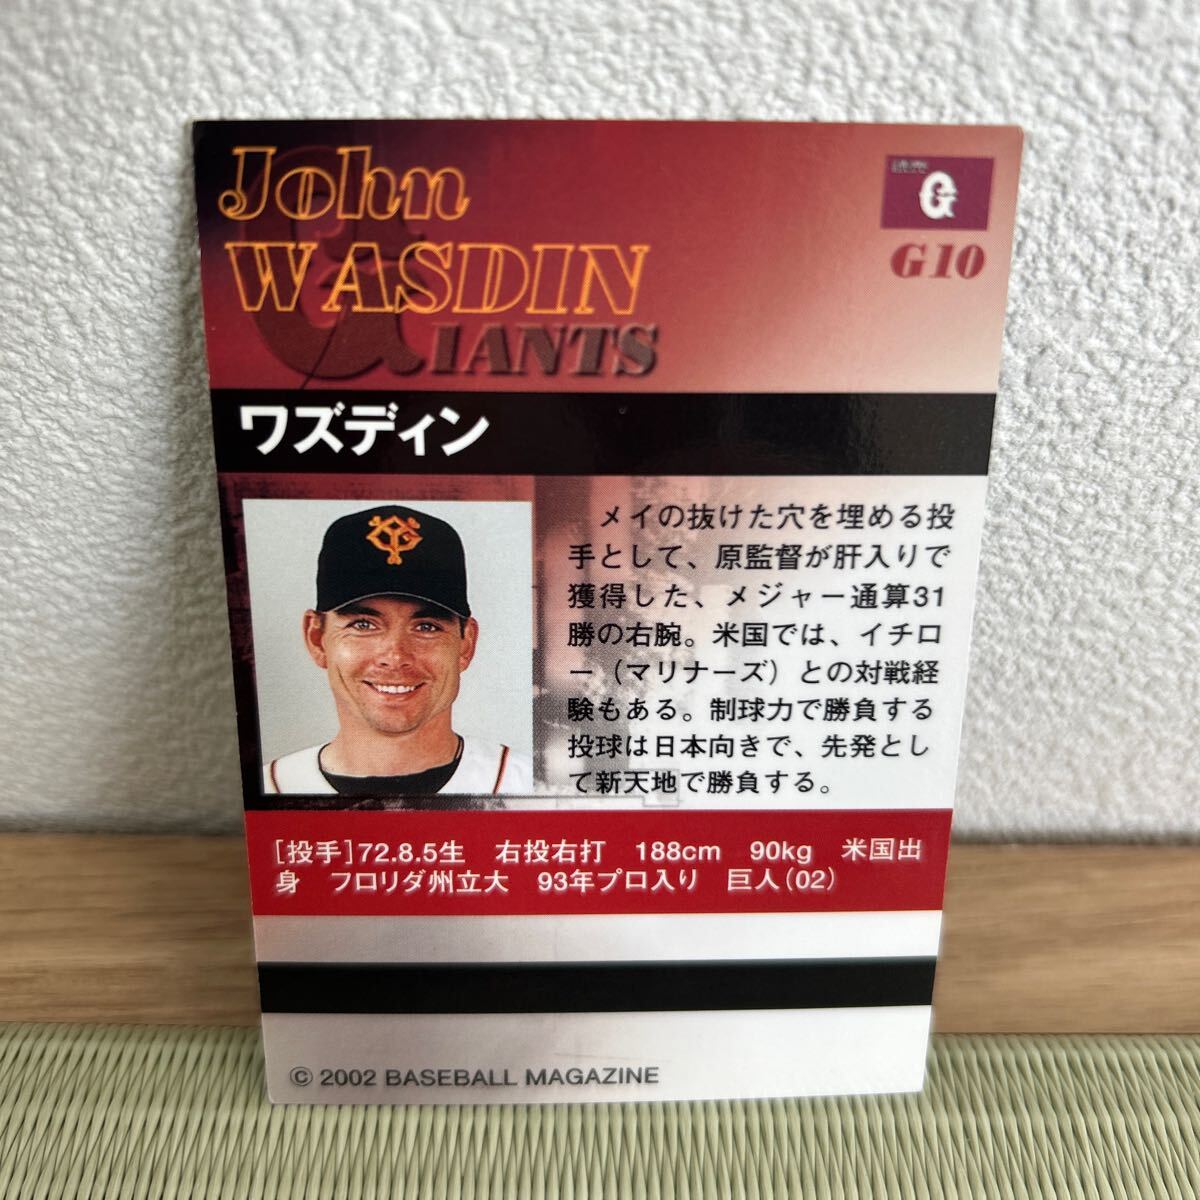 John
WASDIN
GIANTS
読売
G
G10
ワズディン
メイの抜けた穴を埋める投
手として、原監督が肝入りで
獲得した、メジャー通算31
勝の右腕。米国では、イチロ
ー（マリナーズ）との対戦経
験もある。制球力で勝負する
投球は日本向きで、先発とし
て新天地で勝負する。
[投手]72.8.5生 右投右打 188cm 90kg 米国出
身 フロリダ州立大 93年プロ入り 巨人(02)
© 2002 BASEBALL MAGAZINE